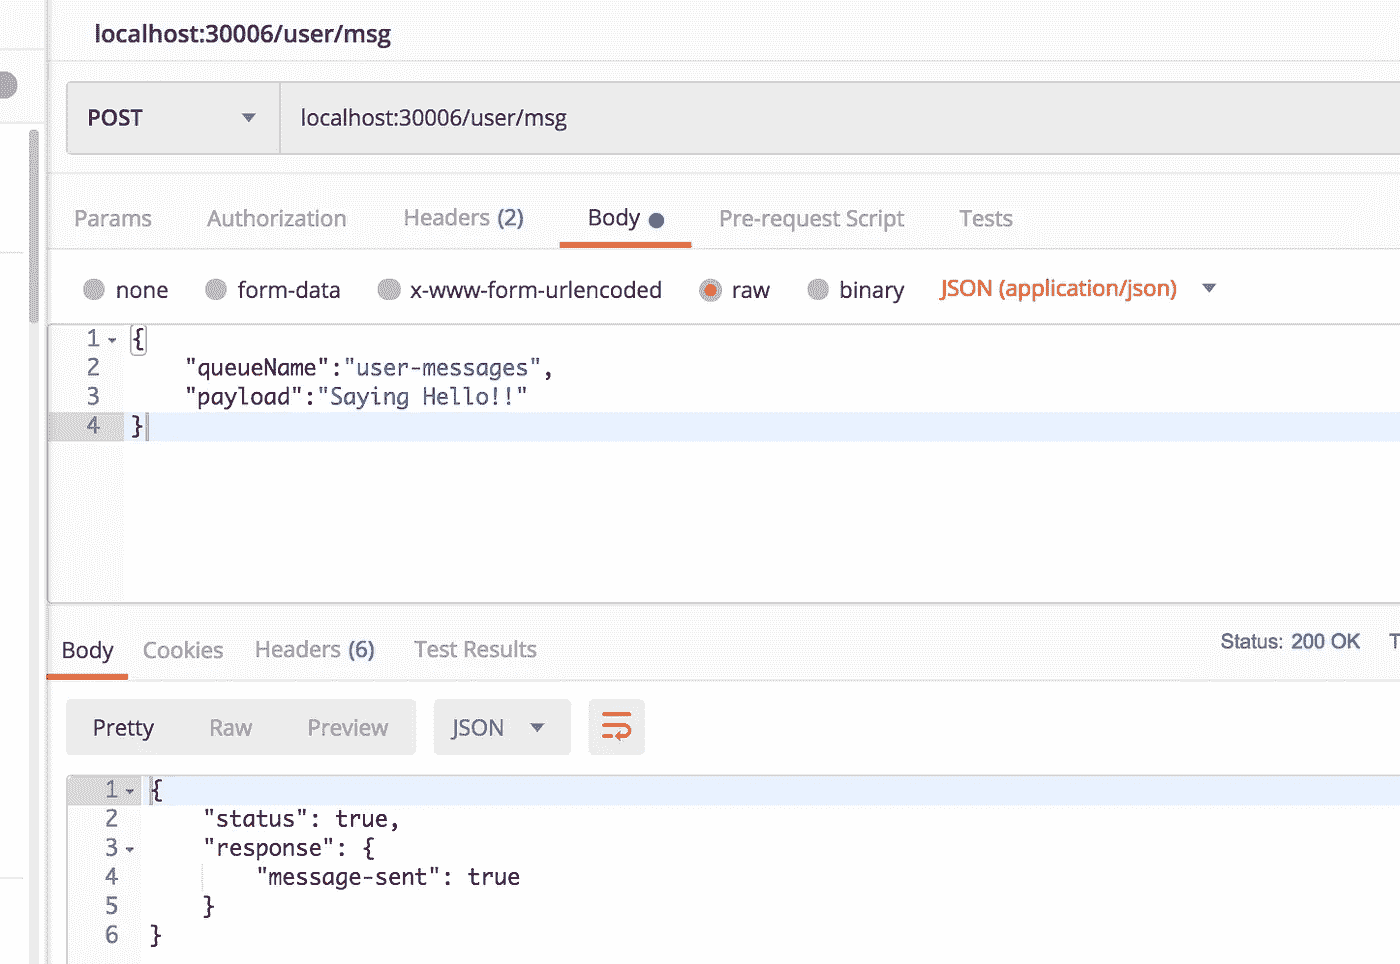 localhost:30006/user/msg
POST localhost:30006/user/msg
Params Authorization Headers (2) Body Pre-request Script Tests
none form-data x-www-form-urlencoded raw binary JSON (application/json)
1 {
2 "queueName":"user-messages",
3 "payload":"Saying Hello!!"
4 }
Body Cookies Headers (6) Test Results Status: 200 OK T
Pretty Raw Preview JSON
1 {
2 "status": true,
3 "response": {
4 "message-sent": true
5 }
6 }